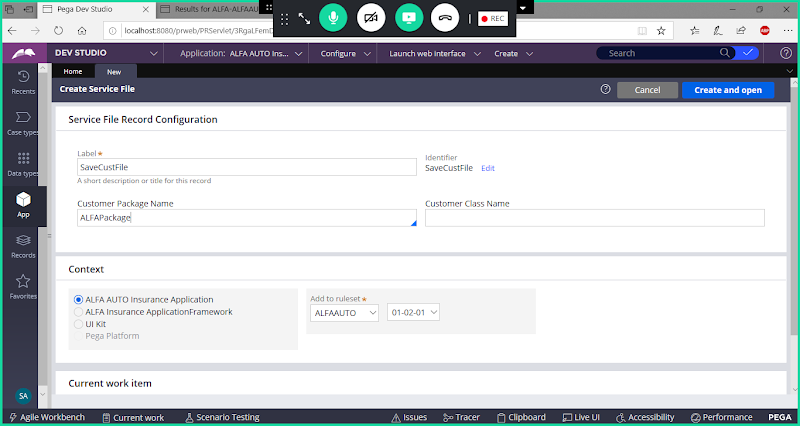 Pega Dev Studio
Results for ALFA-ALFAAU
REC
localhost:8080/prweb/PRServlet/3RgaLFemD
ABP
DEV STUDIO
Application: ALFA AUTO Ins...
Configure
Launch web interface
Create
Search
Home
New
Recents
Create Service File
Cancel
Create and open
Service File Record Configuration
Case types
Label*
Identifier
SaveCustFile
SaveCustFile
Edit
Data types
A short description or title for this record
Customer Package Name
Customer Class Name
App
ALFAPackage
Records
Context
Favorites
ALFA AUTO Insurance Application
Add to ruleset*
ALFA Insurance ApplicationFramework
ALFAAUTO
01-02-01
UI Kit
Pega Platform
Current work item
SA
Agile Workbench
Current work
Scenario Testing
Issues
Tracer
Clipboard
Live UI
Accessibility
Performance
PEGA